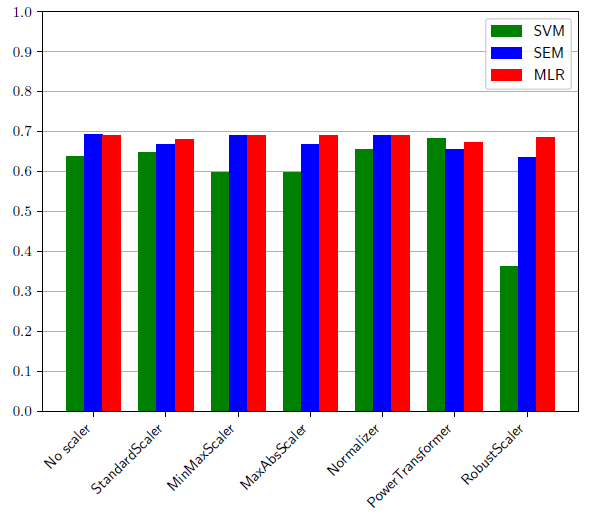 1.0
0.9
0.8
0.7
0.6
0.5
0.4
0.3
0.2
0.1
0.0
SVM
SEM
MLR
No scaler
StandardScaler
MinMaxScaler
MaxAbsScaler
Normalizer
PowerTransformer
RobustScaler